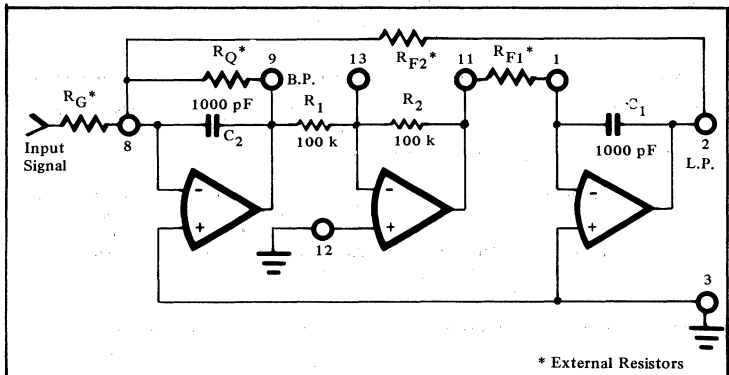 R_F2*
R_Q*
9
B.P.
13
11
R_F1*
1
R_G*
1000 pF
R_1
R_2
C_1
8
C_2
100 k
100 k
1000 pF
2
L.P.
Input
Signal
-
+
-
+
-
+
12
3
* External Resistors